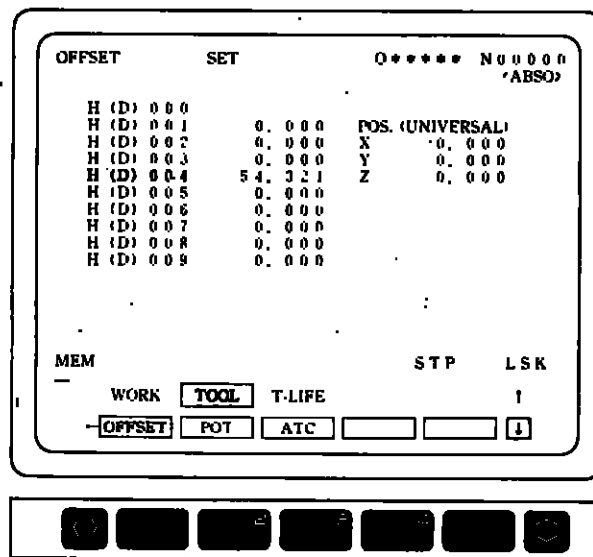 OFFSET SET O***** N00000
(ABSO)
H (D) 000
H (D) 001 0. 000 POS. (UNIVERSAL)
H (D) 002 0. 000 X 0. 000
H (D) 003 0. 000 Y 0. 000
H (D) 004 54. 321 Z 0. 000
H (D) 005 0. 000
H (D) 006 0. 000
H (D) 007 0. 000
H (D) 008 0. 000
H (D) 009 0. 000
MEM STP LSK
WORK TOOL T-LIFE ↑
OFFSET POT ATC ↓